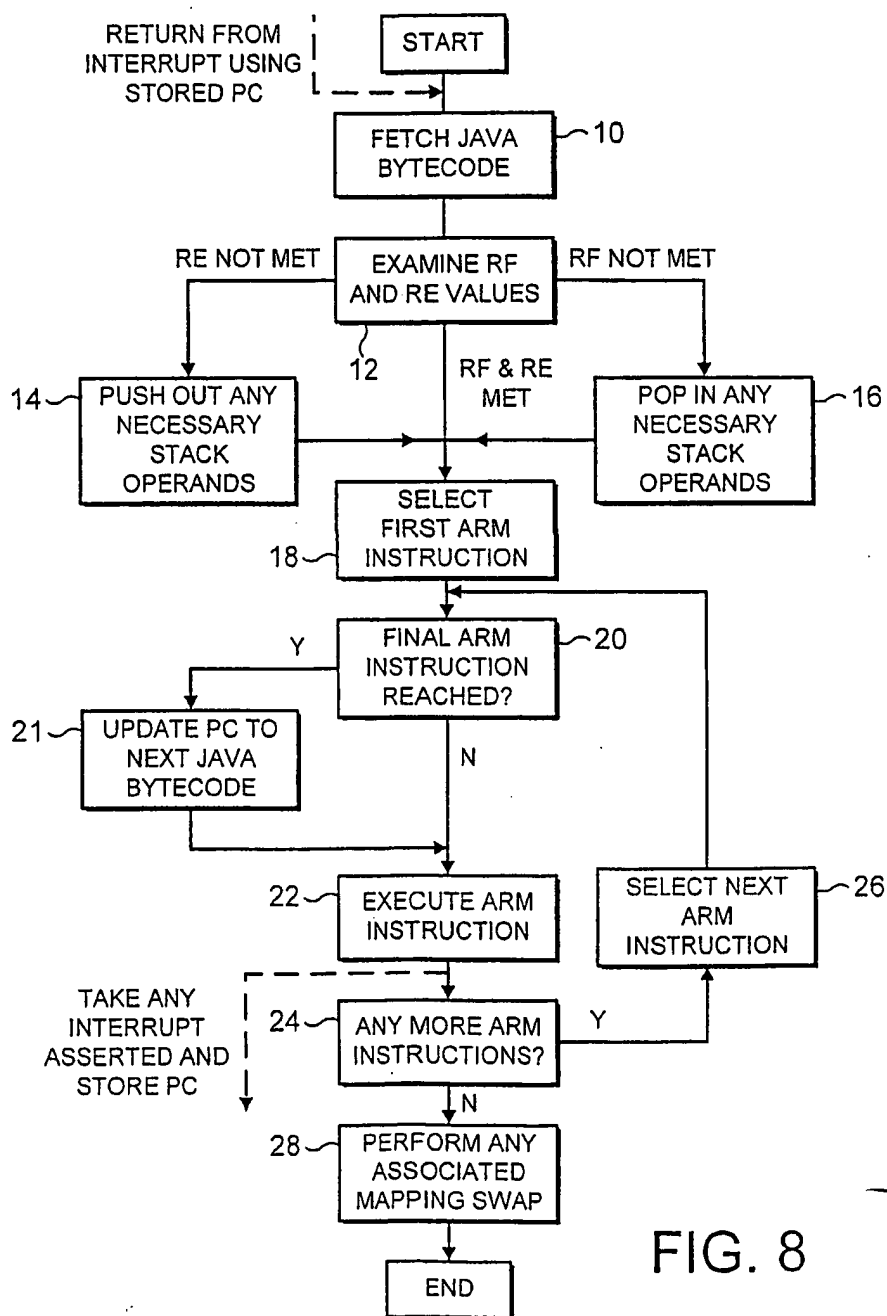 RETURN FROM
INTERRUPT USING
STORED PC
START
FETCH JAVA
BYTECODE
10
RE NOT MET
EXAMINE RF
AND RE VALUES
RF NOT MET
12
RF & RE
MET
14
PUSH OUT ANY
NECESSARY
STACK
OPERANDS
POP IN ANY
NECESSARY
STACK
OPERANDS
16
SELECT
FIRST ARM
INSTRUCTION
18
FINAL ARM
INSTRUCTION
REACHED?
20
Y
N
21
UPDATE PC TO
NEXT JAVA
BYTECODE
22
EXECUTE ARM
INSTRUCTION
SELECT NEXT
ARM
INSTRUCTION
26
TAKE ANY
INTERRUPT
ASSERTED AND
STORE PC
24
ANY MORE ARM
INSTRUCTIONS?
Y
N
28
PERFORM ANY
ASSOCIATED
MAPPING SWAP
END
FIG. 8